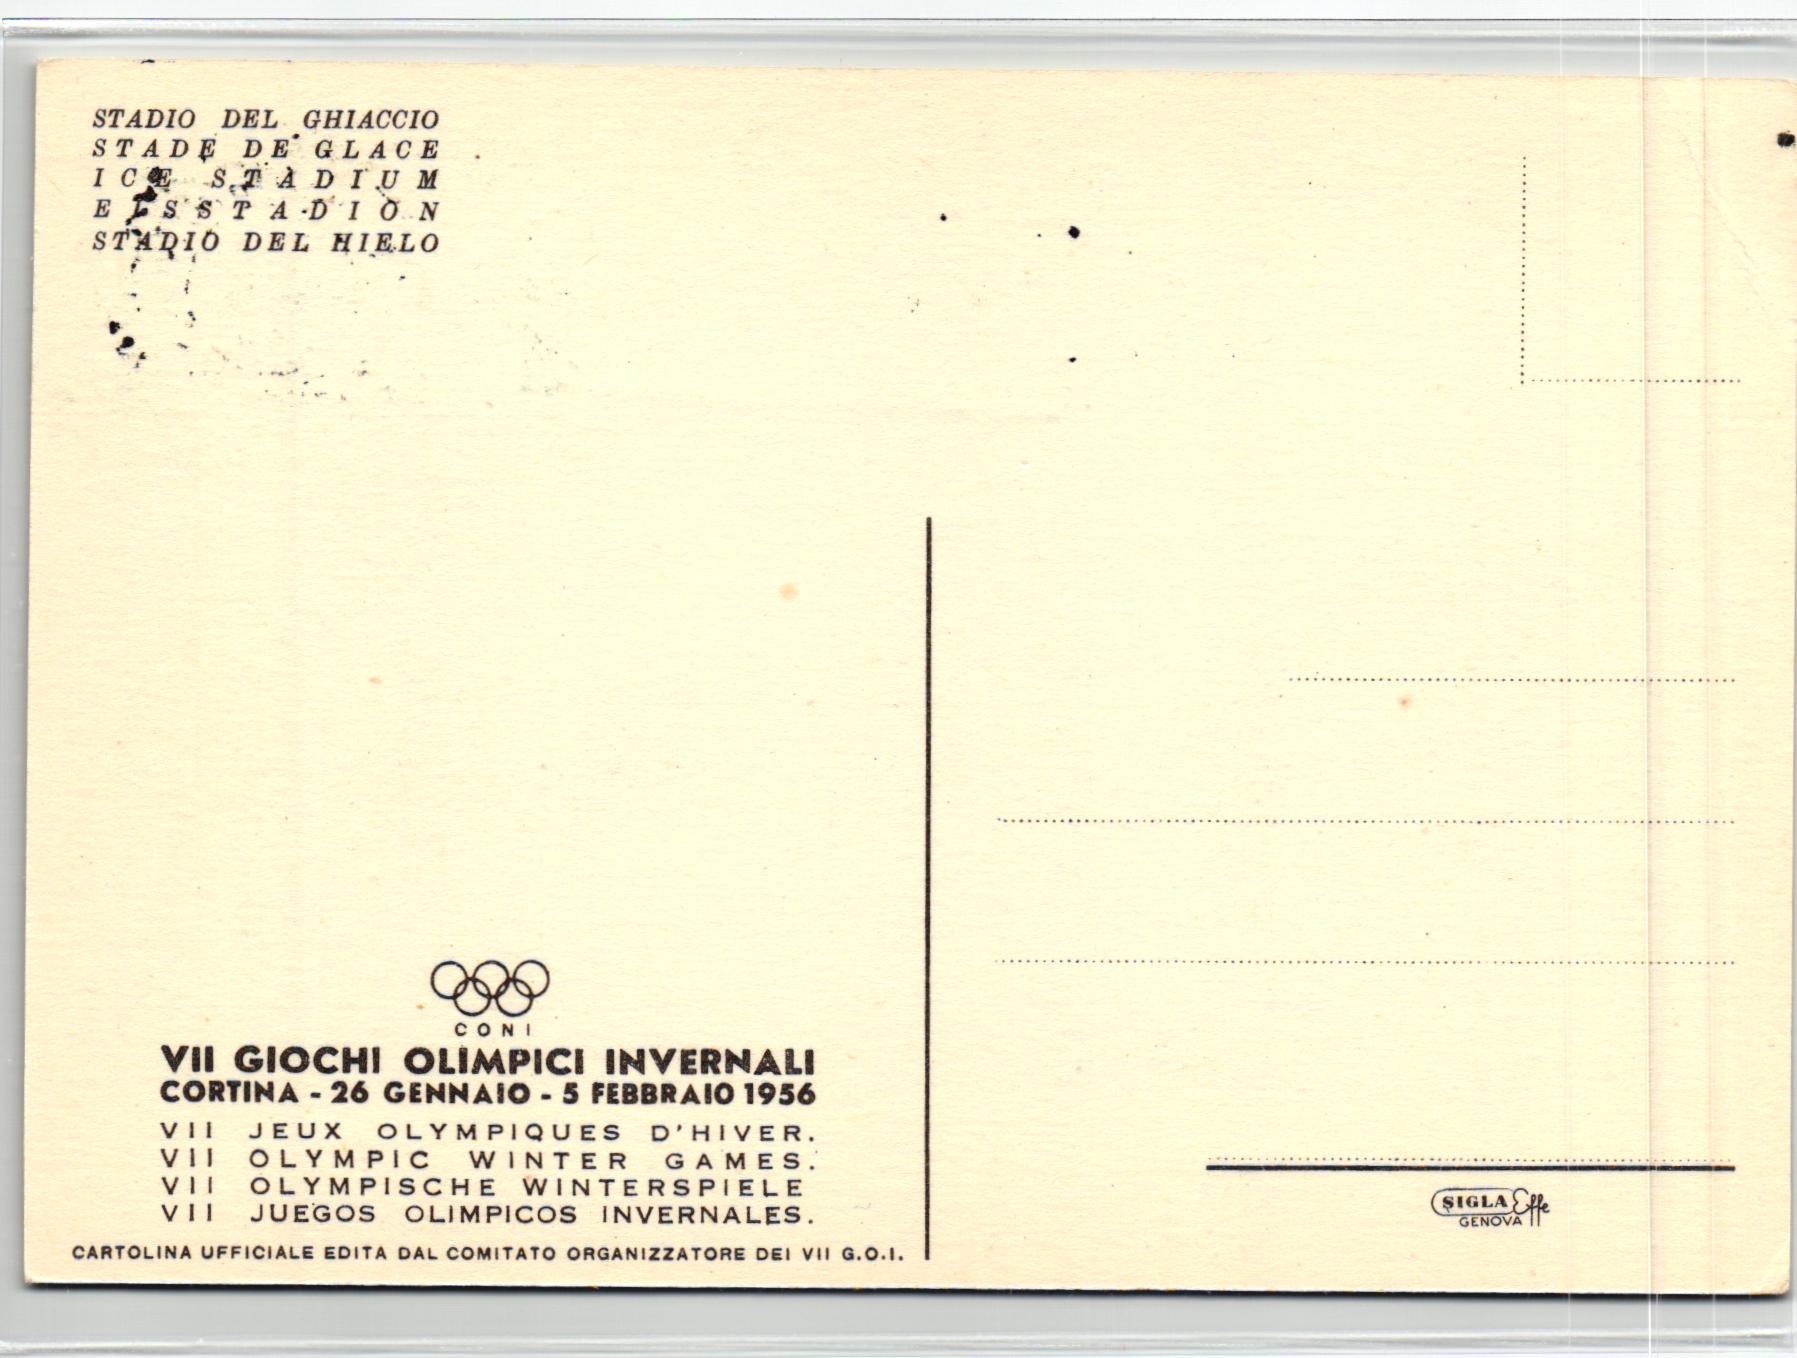 STADIO DEL GHIACCIO
STADE DE GLACE
ICE STADIUM
EISSTADION
STADIO DEL HIELO
CONI
VII GIOCHI OLIMPICI INVERNALI
CORTINA - 26 GENNAIO - 5 FEBBRAIO 1956
VII JEUX OLYMPIQUES D'HIVER.
VII OLYMPIC WINTER GAMES.
VII OLYMPISCHE WINTERSPIELE
VII JUEGOS OLIMPICOS INVERNALES.
CARTOLINA UFFICIALE EDITA DAL COMITATO ORGANIZZATORE DEI VII G.O.I.
SIGLA Effe
GENOVA